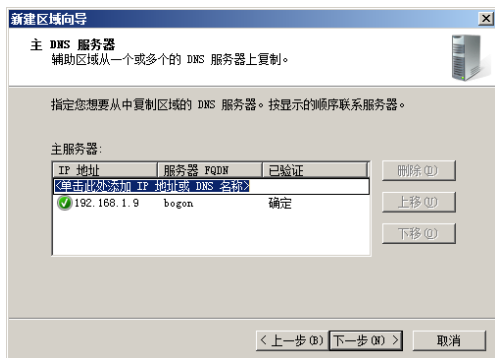 新建区域向导
主 DNS 服务器
辅助区域从一个或多个的 DNS 服务器上复制。
指定您想要从中复制区域的 DNS 服务器。按显示的顺序联系服务器。
主服务器:
IP 地址 服务器 FQDN 已验证
<单击此处添加 IP 地址或 DNS 名称>
192.168.1.9 bogon 确定
删除(D)
上移(U)
下移(O)
< 上一步(B) 下一步(N) > 取消